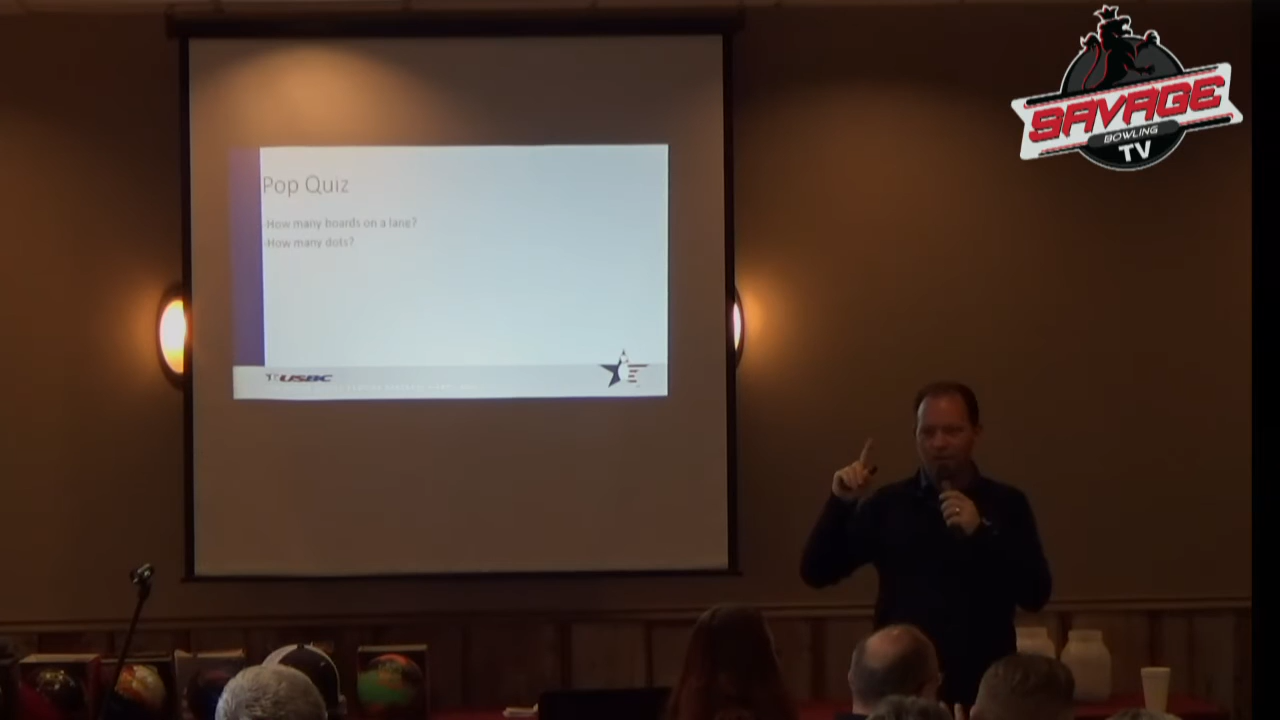 SAVAGE
BOWLING
TV
Pop Quiz
How many boards on a lane?
How many dots?
USBC